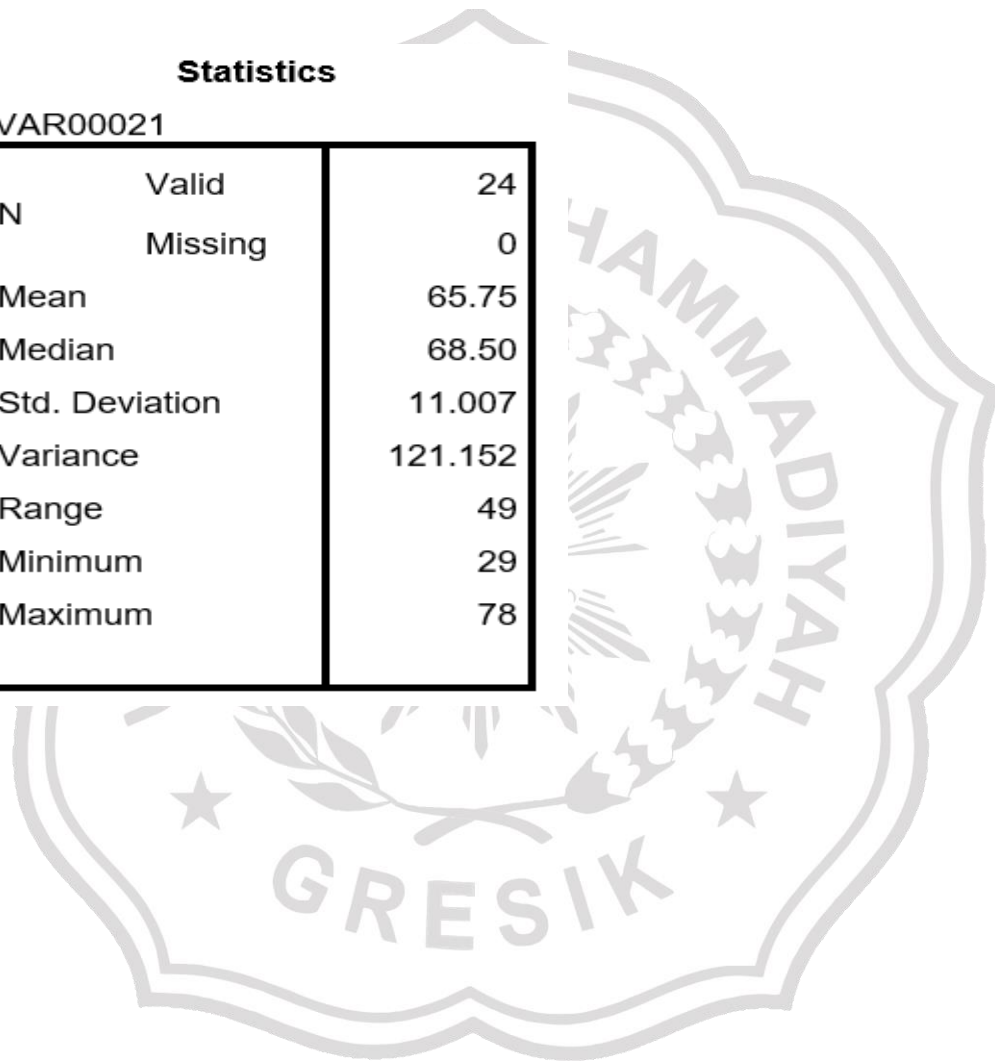 Statistics
VAR00021
N Valid 24
Missing 0
Mean 65.75
Median 68.50
Std. Deviation 11.007
Variance 121.152
Range 49
Minimum 29
Maximum 78
HAMMADIYAH
GRESIK